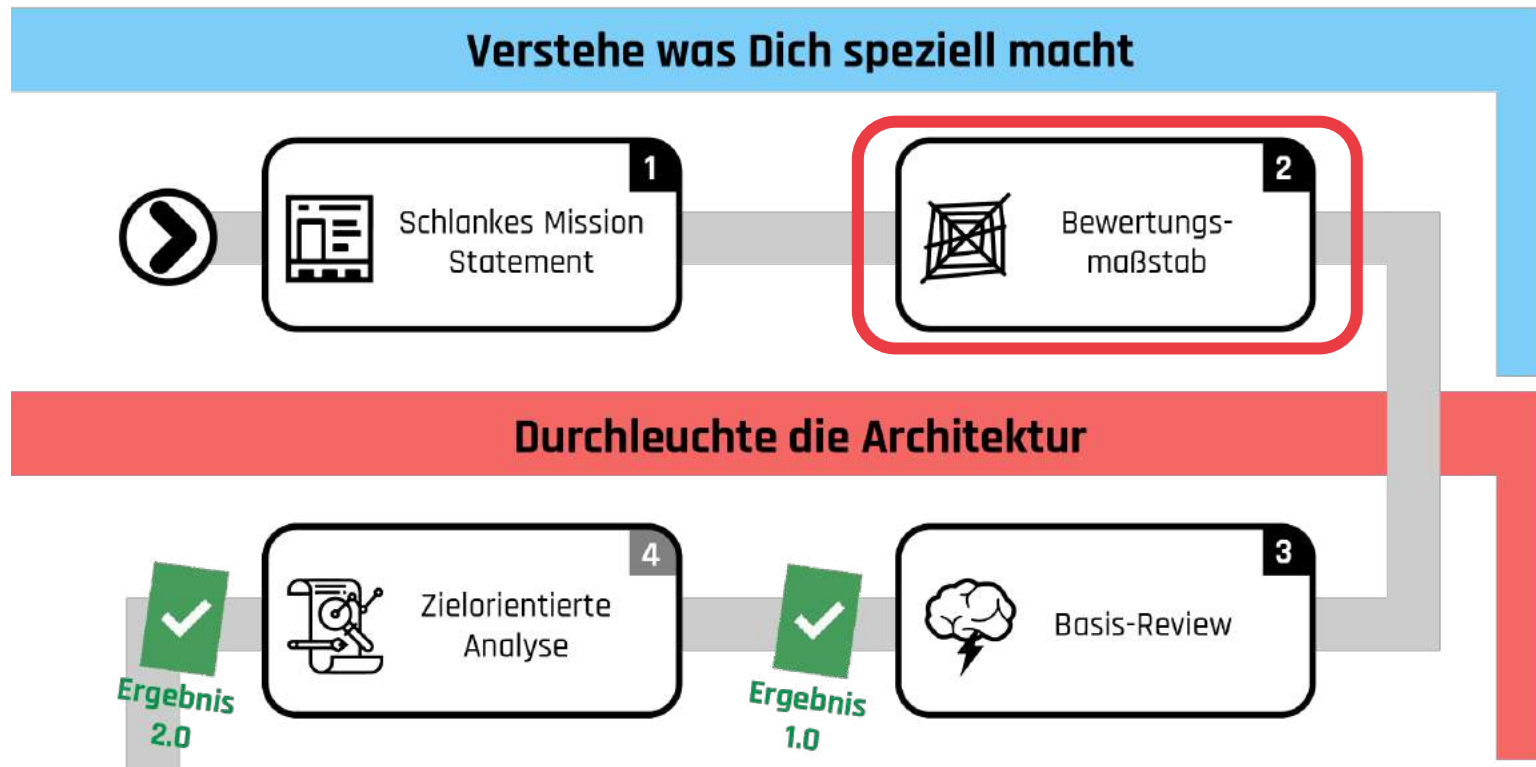 Verstehe was Dich speziell macht
1
Schlankes Mission
Statement
2
Bewertungs-
maßstab
Durchleuchte die Architektur
4
Zielorientierte
Analyse
3
Basis-Review
Ergebnis
2.0
Ergebnis
1.0